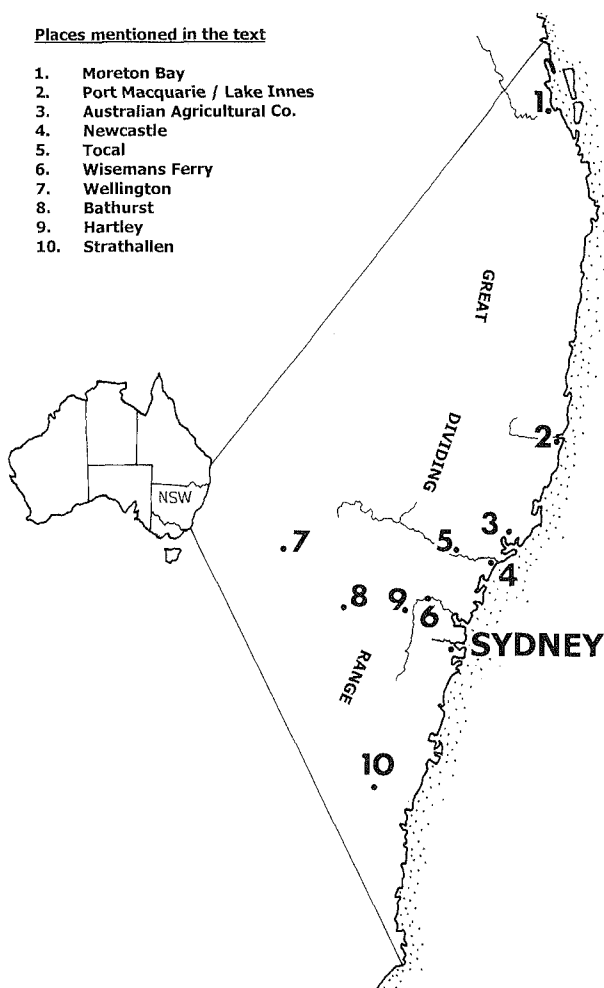 Places mentioned in the text
1. Moreton Bay
2. Port Macquarie / Lake Innes
3. Australian Agricultural Co.
4. Newcastle
5. Tocal
6. Wisemans Ferry
7. Wellington
8. Bathurst
9. Hartley
10. Strathallen
1
GREAT
DIVIDING
2
NSW
3
7
5
4
8
9
6
SYDNEY
RANGE
10